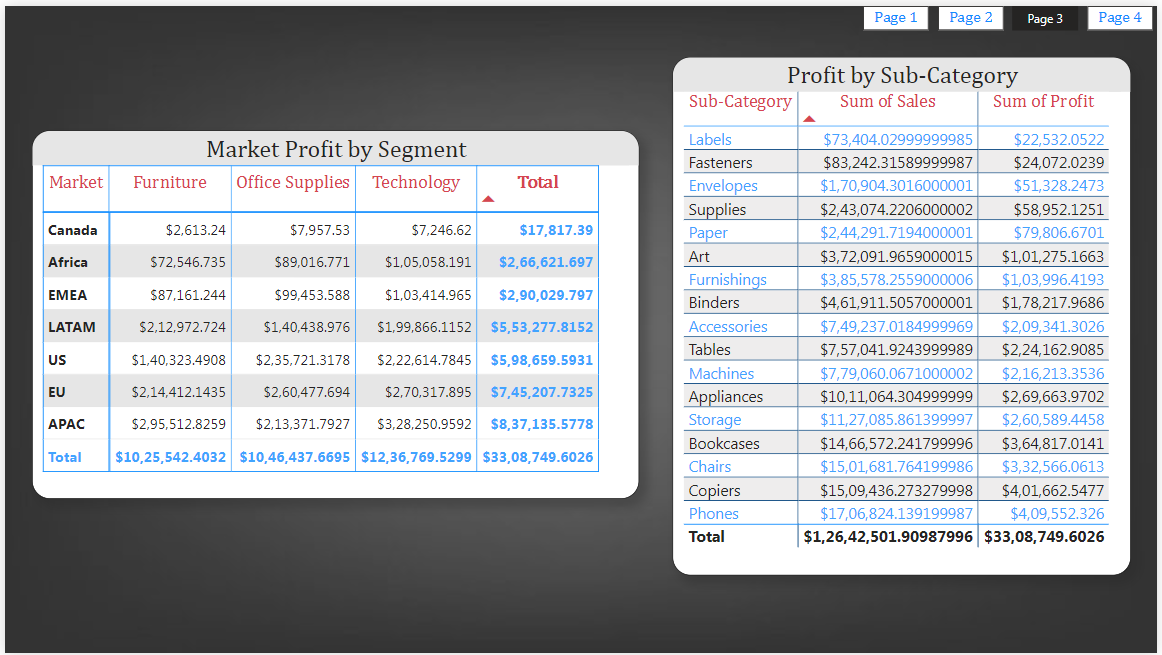 Page 1 Page 2 Page 3 Page 4
Market Profit by Segment
Market Furniture Office Supplies Technology Total
Canada $2,613.24 $7,957.53 $7,246.62 $17,817.39
Africa $72,546.735 $89,016.771 $1,05,058.191 $2,66,621.697
EMEA $87,161.244 $99,453.588 $1,03,414.965 $2,90,029.797
LATAM $2,12,972.724 $1,40,438.976 $1,99,866.1152 $5,53,277.8152
US $1,40,323.4908 $2,35,721.3178 $2,22,614.7845 $5,98,659.5931
EU $2,14,412.1435 $2,60,477.694 $2,70,317.895 $7,45,207.7325
APAC $2,95,512.8259 $2,13,371.7927 $3,28,250.9592 $8,37,135.5778
Total $10,25,542.4032 $10,46,437.6695 $12,36,769.5299 $33,08,749.6026
Profit by Sub-Category
Sub-Category Sum of Sales Sum of Profit
Labels $73,404.02999999985 $22,532.0522
Fasteners $83,242.31589999987 $24,072.0239
Envelopes $1,70,904.3016000001 $51,328.2473
Supplies $2,43,074.2206000002 $58,952.1251
Paper $2,44,291.7194000001 $79,806.6701
Art $3,72,091.9659000015 $1,01,275.1663
Furnishings $3,85,578.2559000006 $1,03,996.4193
Binders $4,61,911.5057000001 $1,78,217.9686
Accessories $7,49,237.0184999969 $2,09,341.3026
Tables $7,57,041.9243999989 $2,24,162.9085
Machines $7,79,060.0671000002 $2,16,213.3536
Appliances $10,11,064.304999999 $2,69,663.9702
Storage $11,27,085.861399997 $2,60,589.4458
Bookcases $14,66,572.241799996 $3,64,817.0141
Chairs $15,01,681.764199986 $3,32,566.0613
Copiers $15,09,436.273279998 $4,01,662.5477
Phones $17,06,824.139199987 $4,09,552.326
Total $1,26,42,501.90987996 $33,08,749.6026